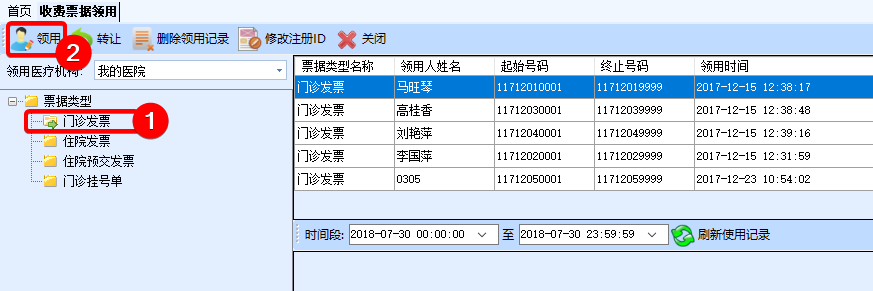 首页 收费票据领用
领用 转让 删除领用记录 修改注册ID 关闭
2
领用医疗机构: 我的医院
票据类型
门诊发票
1
住院发票
住院预交发票
门诊挂号单
票据类型名称 领用人姓名 起始号码 终止号码 领用时间
门诊发票 马旺琴 11712010001 11712019999 2017-12-15 12:38:17
门诊发票 高桂香 11712030001 11712039999 2017-12-15 12:38:48
门诊发票 刘艳萍 11712040001 11712049999 2017-12-15 12:39:16
门诊发票 李国萍 11712020001 11712029999 2017-12-15 12:31:59
门诊发票 0305 11712050001 11712059999 2017-12-23 10:54:02
时间段: 2018-07-30 00:00:00 至 2018-07-30 23:59:59 刷新使用记录